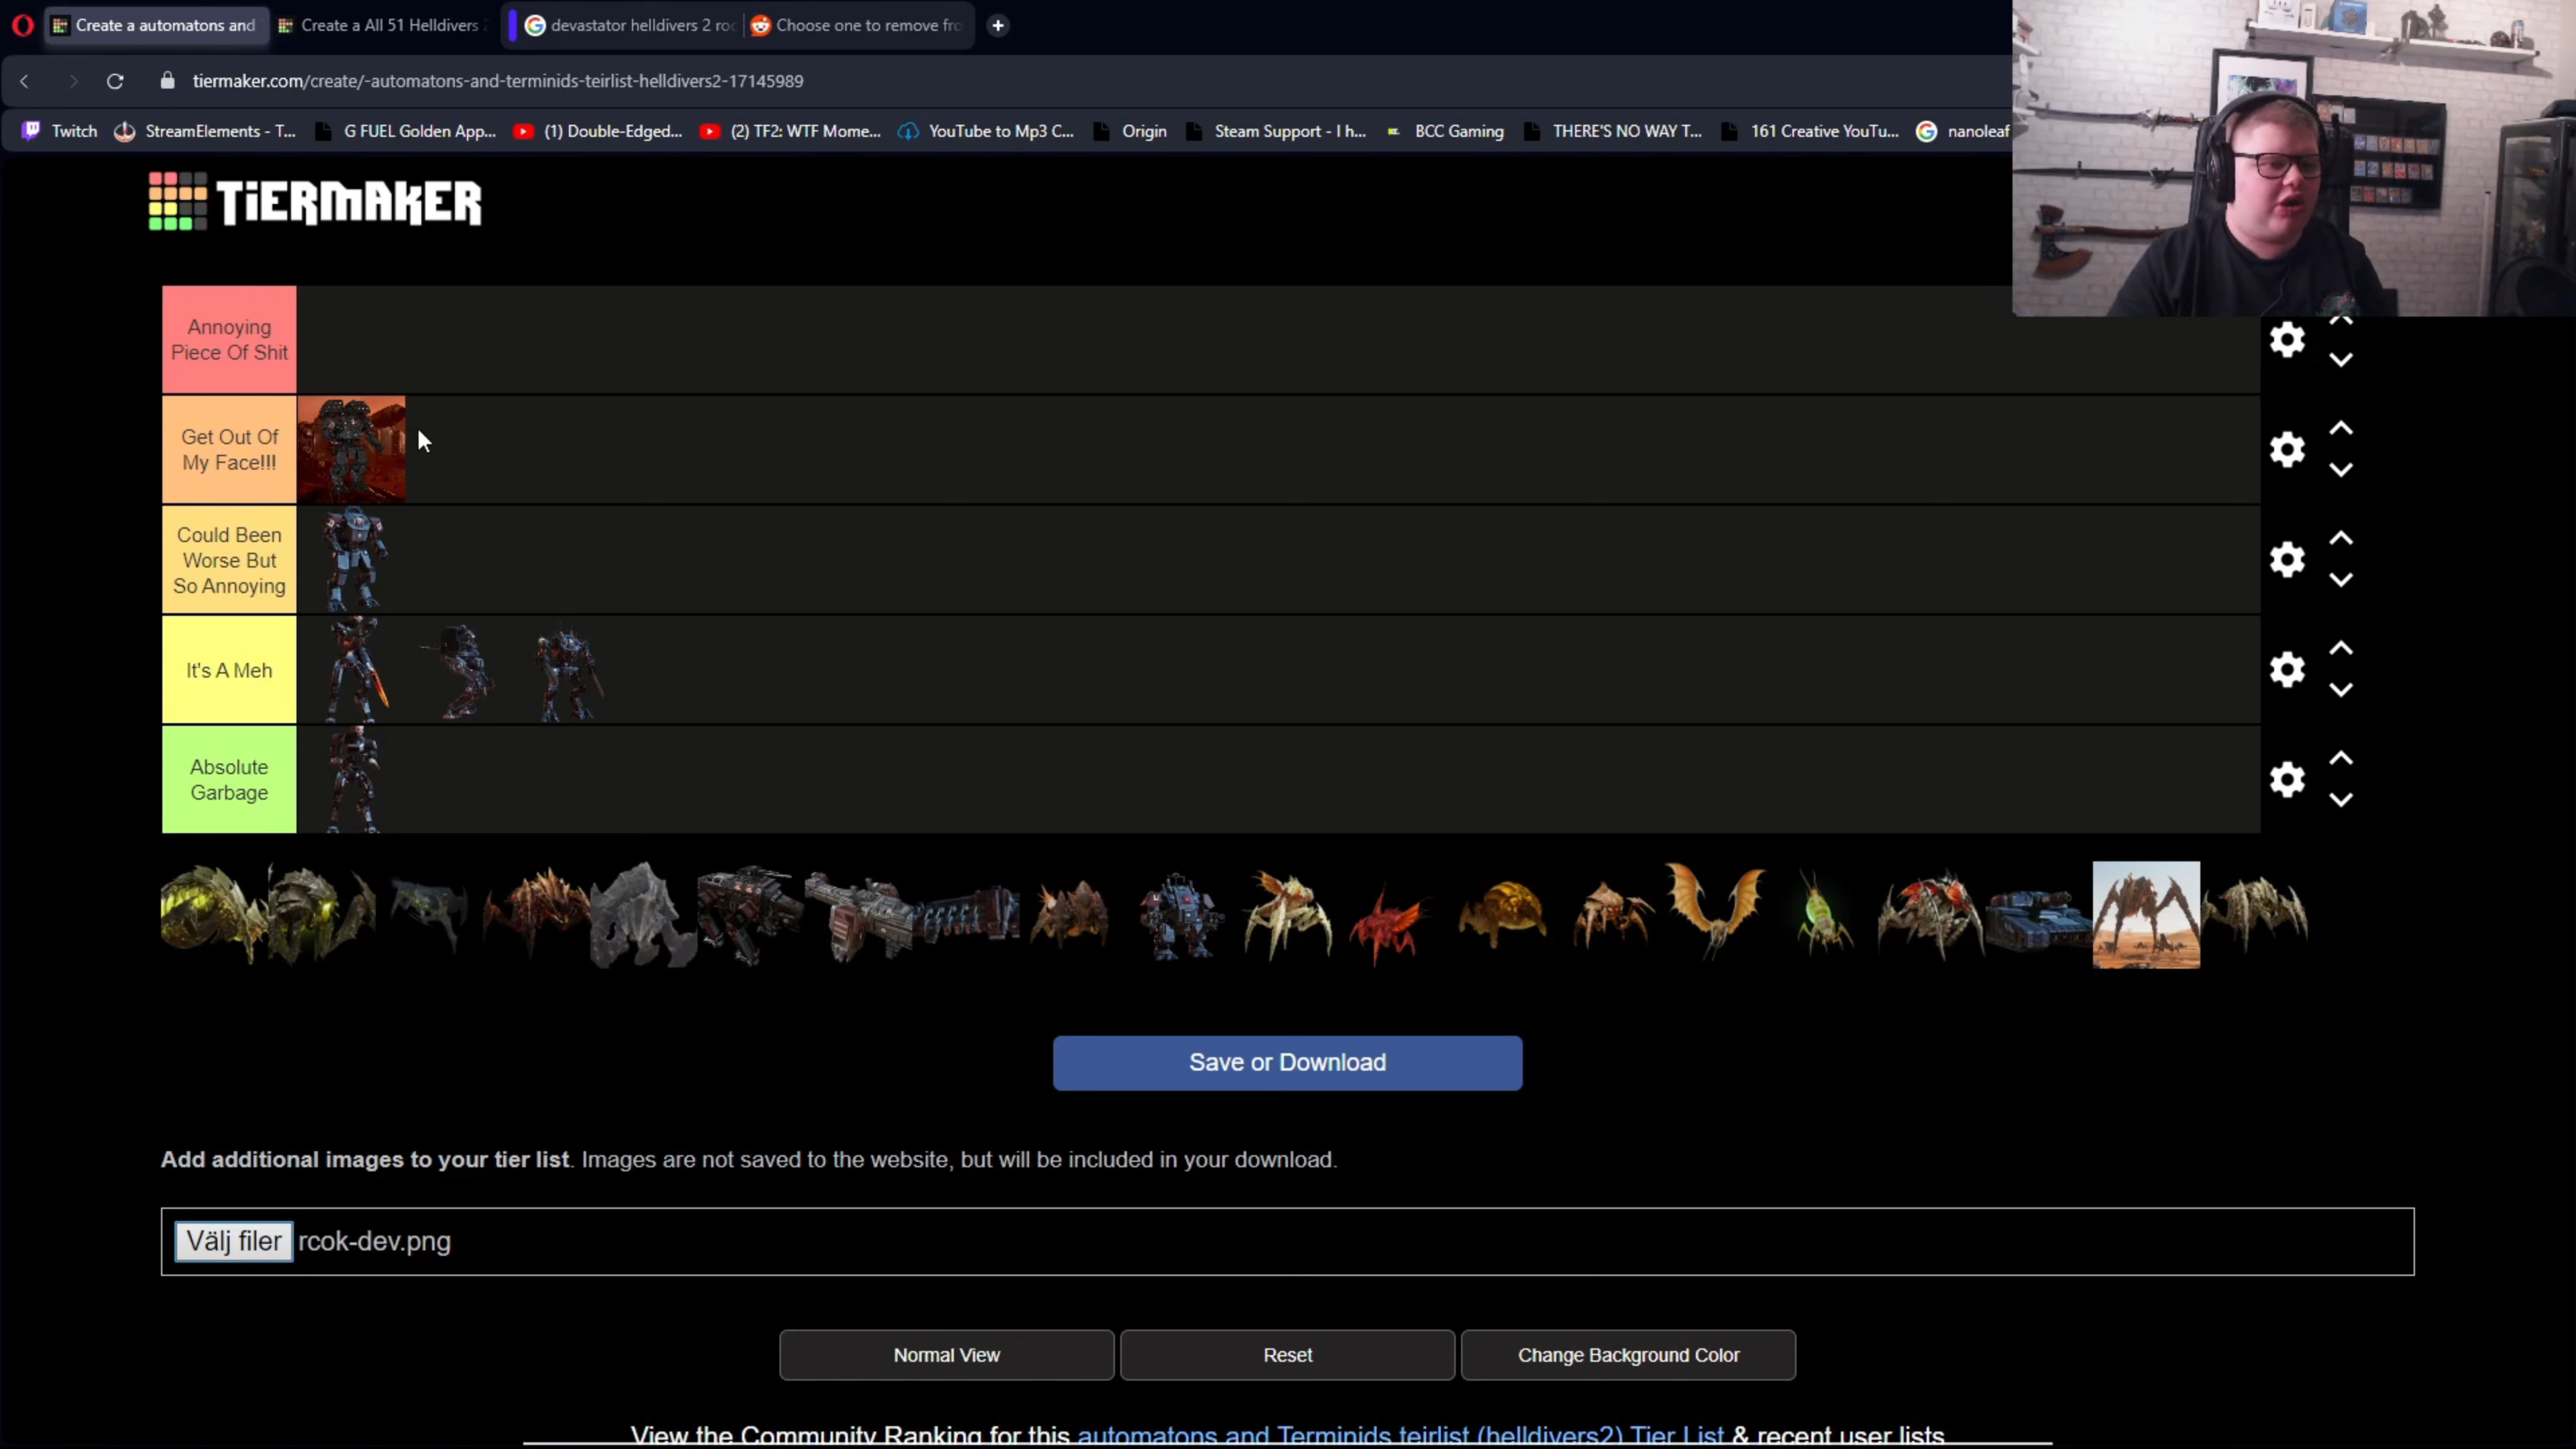 Create a automatons and
Create a All 51 Helldivers
devastator helldivers 2 roc
Choose one to remove fro
tiermaker.com/create/-automatons-and-terminids-teirlist-helldivers2-17145989
Twitch
StreamElements - T...
G FUEL Golden App...
(1) Double-Edged...
(2) TF2: WTF Mome...
YouTube to Mp3 C...
Origin
Steam Support - I h...
BCC Gaming
THERE'S NO WAY T...
161 Creative YouTu...
nanoleaf
TiERMAKER
Annoying
Piece Of Shit
Get Out Of
My Face!!!
Could Been
Worse But
So Annoying
It's A Meh
Absolute
Garbage
Save or Download
Add additional images to your tier list. Images are not saved to the website, but will be included in your download.
Välj filer rcok-dev.png
Normal View
Reset
Change Background Color
View the Community Ranking for this automatons and Terminids teirlist (helldivers2) Tier List & recent user lists